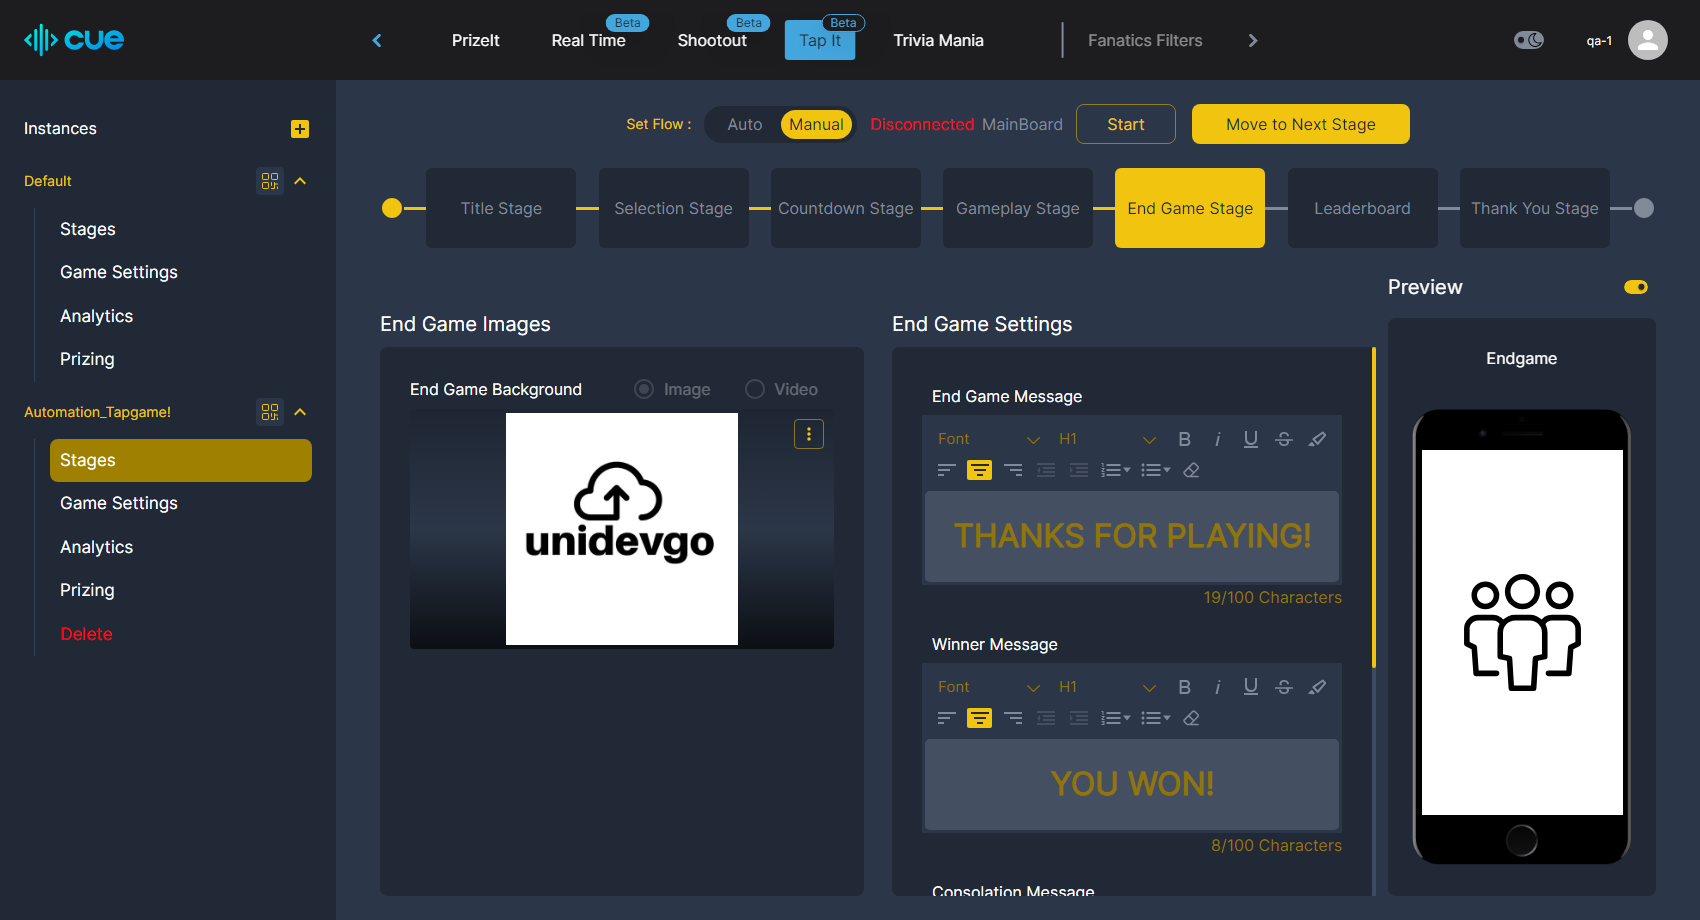 cue
PrizeIt
Real Time
Beta
Shootout
Beta
Tap It
Beta
Trivia Mania
Fanatics Filters
qa-1
Instances
Default
Stages
Game Settings
Analytics
Prizing
Automation_Tapgame!
Stages
Game Settings
Analytics
Prizing
Delete
Set Flow :
Auto
Manual
Disconnected MainBoard
Start
Move to Next Stage
Title Stage
Selection Stage
Countdown Stage
Gameplay Stage
End Game Stage
Leaderboard
Thank You Stage
End Game Images
End Game Background
Image
Video
unidevgo
End Game Settings
End Game Message
Font
H1
B
i
U
S
THANKS FOR PLAYING!
19/100 Characters
Winner Message
Font
H1
B
i
U
S
YOU WON!
8/100 Characters
Consolation Message
Preview
Endgame